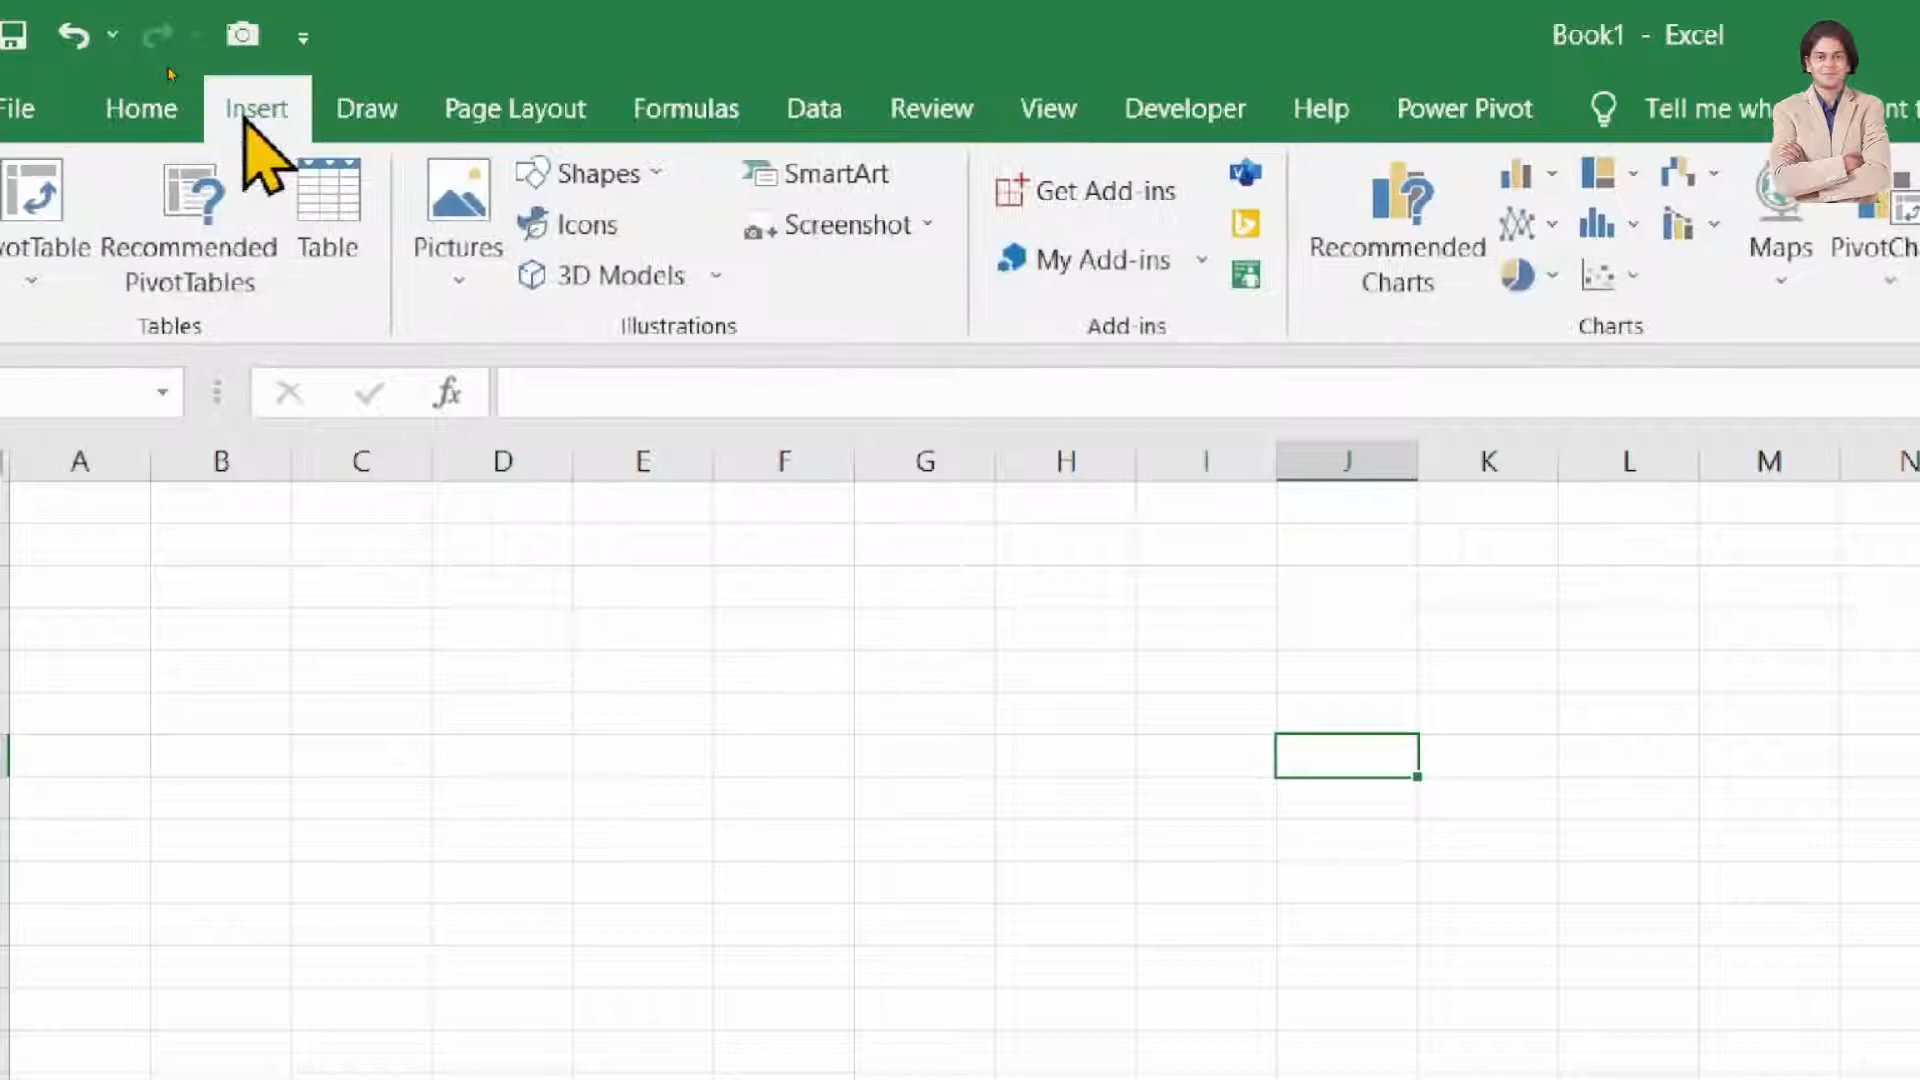 Book1 - Excel
File Home Insert Draw Page Layout Formulas Data Review View Developer Help Power Pivot Tell me
votTable Recommended PivotTables Table
Tables
Pictures Shapes Icons 3D Models SmartArt Screenshot
Illustrations
Get Add-ins
My Add-ins
Add-ins
Recommended Charts
Maps PivotCh
Charts
fx
A B C D E F G H I J K L M N